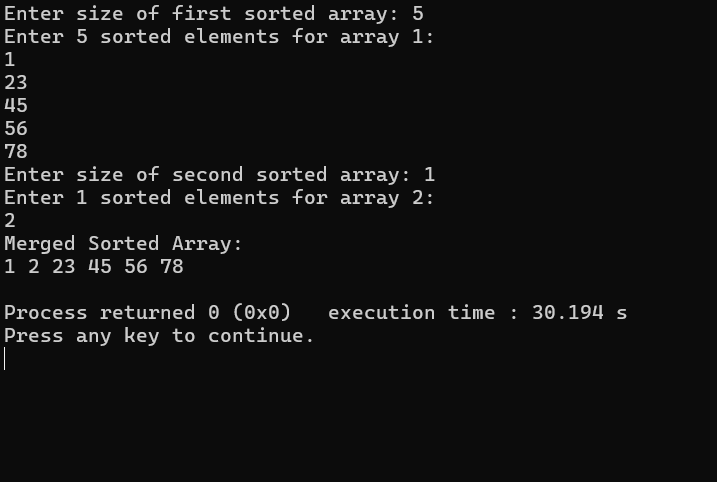 Enter size of first sorted array: 5
Enter 5 sorted elements for array 1:
1
23
45
56
78
Enter size of second sorted array: 1
Enter 1 sorted elements for array 2:
2
Merged Sorted Array:
1 2 23 45 56 78
Process returned 0 (0x0)   execution time : 30.194 s
Press any key to continue.